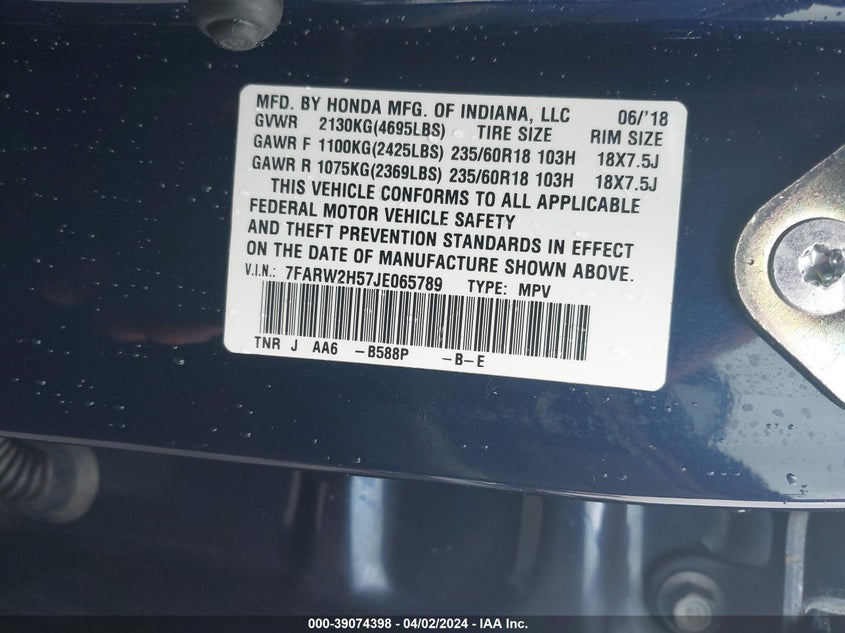 MFD. BY HONDA MFG. OF INDIANA, LLC 06/'18
GVWR 2130KG(4695LBS) TIRE SIZE RIM SIZE
GAWR F 1100KG(2425LBS) 235/60R18 103H 18X7.5J
GAWR R 1075KG(2369LBS) 235/60R18 103H 18X7.5J
THIS VEHICLE CONFORMS TO ALL APPLICABLE
FEDERAL MOTOR VEHICLE SAFETY
AND THEFT PREVENTION STANDARDS IN EFFECT
ON THE DATE OF MANUFACTURE SHOWN ABOVE.
V.I.N.: 7FARW2H57JE065789 TYPE: MPV
TNR J AA6 -B588P -B-E
000-39074398 - 04/02/2024 - IAA Inc.